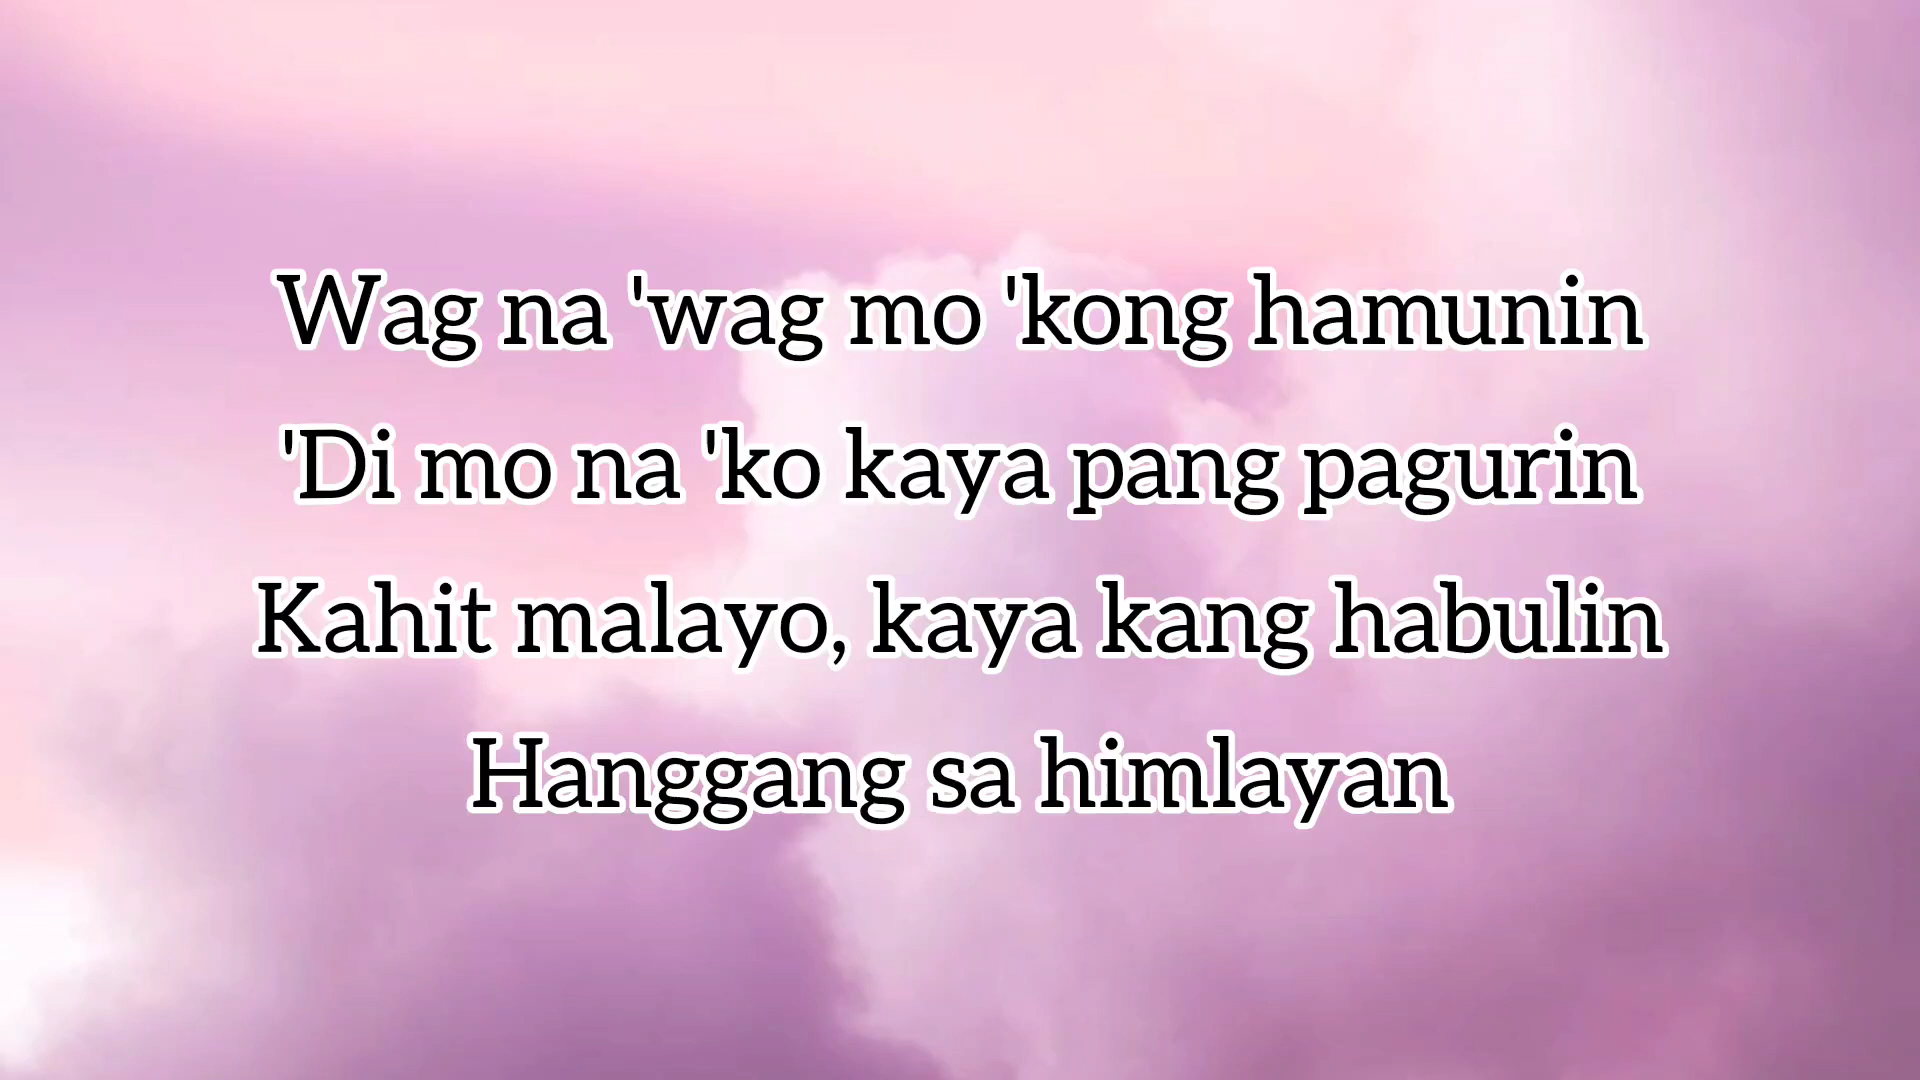 Wag na 'wag mo 'kong hamunin
'Di mo na 'ko kaya pang pagurin
Kahit malayo, kaya kang habulin
Hanggang sa himlayan